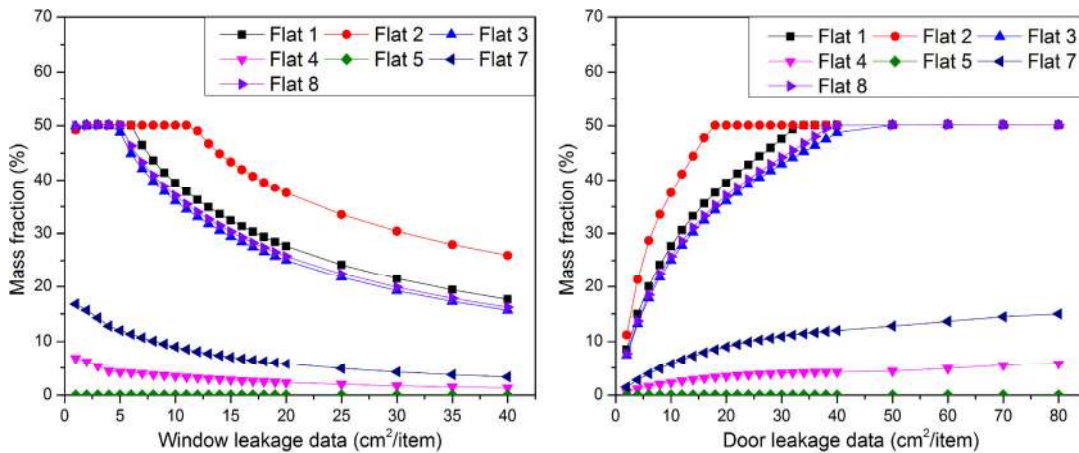 Flat 1 Flat 2 Flat 3
Flat 4 Flat 5 Flat 7
Flat 8
Mass fraction (%)
70
60
50
40
30
20
10
0
0 5 10 15 20 25 30 35 40
Window leakage data (cm²/item)
Flat 1 Flat 2 Flat 3
Flat 4 Flat 5 Flat 7
Flat 8
Mass fraction (%)
70
60
50
40
30
20
10
0
0 10 20 30 40 50 60 70 80
Door leakage data (cm²/item)